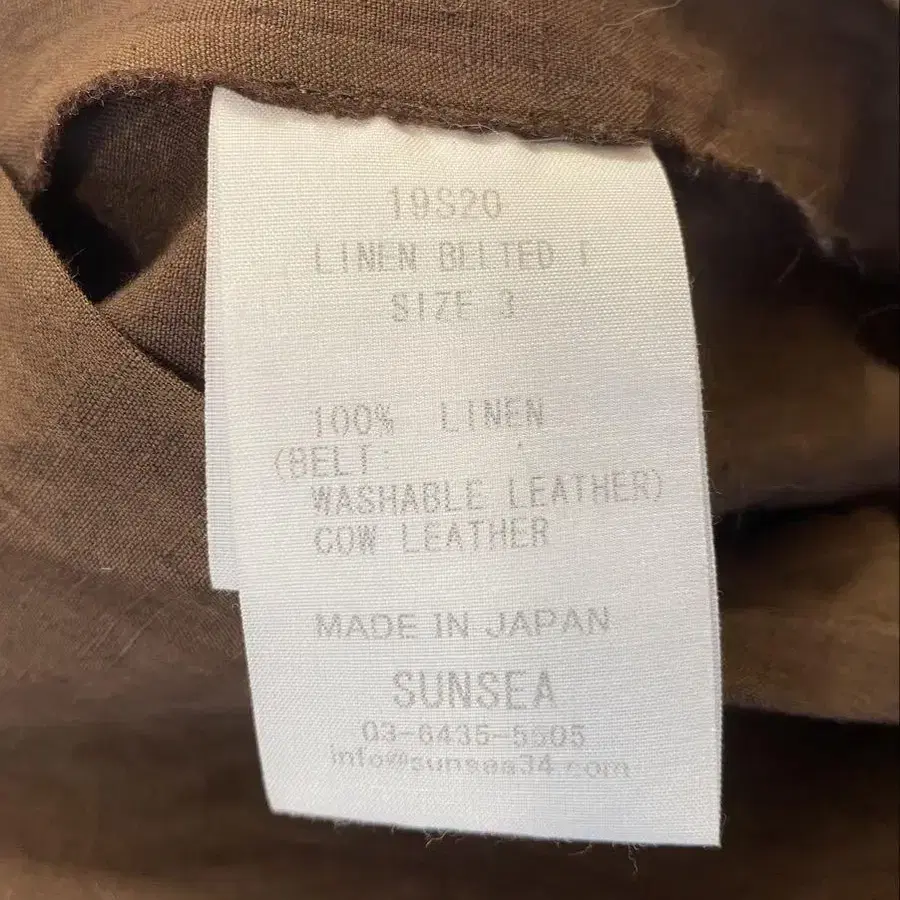 19S20
LINEN BELTED
SIZE 3
100% LINEN
(BELT:
WASHABLE LEATHER)
COW LEATHER
MADE IN JAPAN
SUNSEA
03-6435-5505
info@sunsea34.com